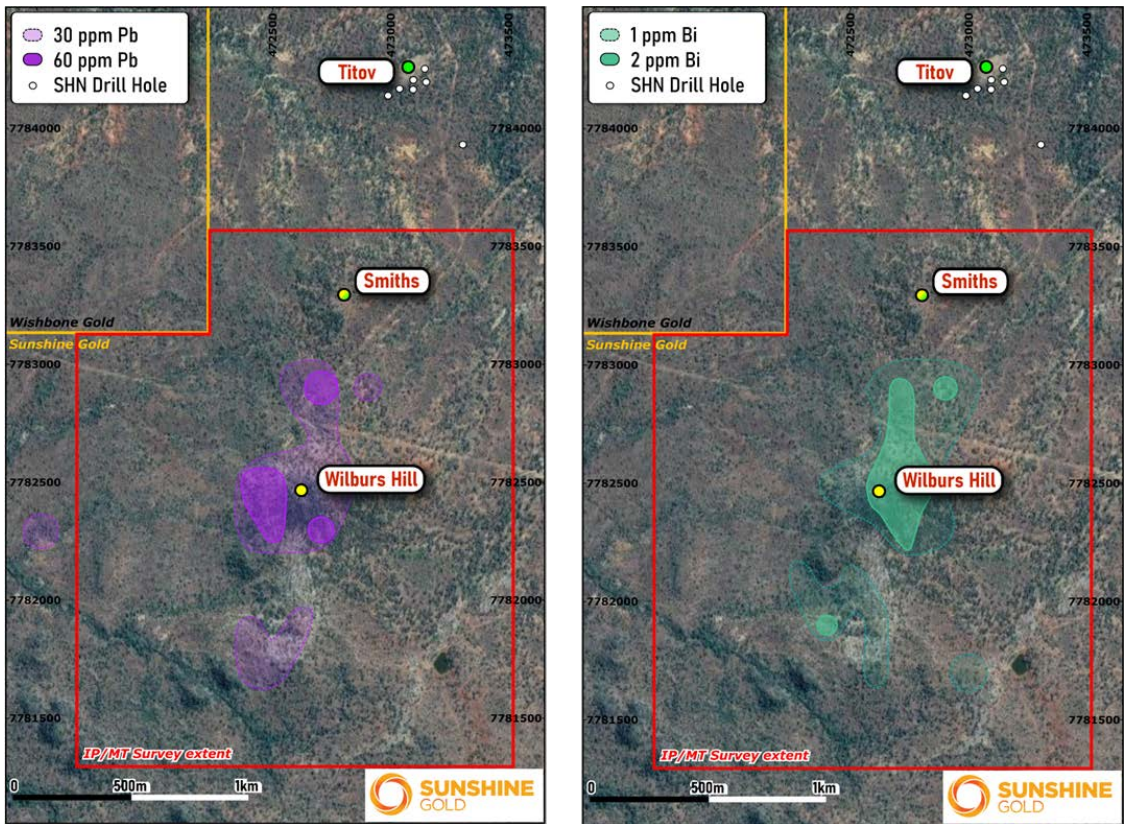 30 ppm Pb
60 ppm Pb
SHN Drill Hole
472500
473000
473500
Titov
7784000
7784000
7783500
7783500
Smiths
Wishbone Gold
Sunshine Gold
7783000
7783000
Wilburs Hill
7782500
7782500
7782000
7782000
7781500
7781500
IP/MT Survey extent
0
500m
1km
SUNSHINE
GOLD
1 ppm Bi
2 ppm Bi
SHN Drill Hole
472500
473000
473500
Titov
7784000
7784000
7783500
7783500
Smiths
Wishbone Gold
Sunshine Gold
7783000
7783000
Wilburs Hill
7782500
7782500
7782000
7782000
7781500
7781500
IP/MT Survey extent
0
500m
1km
SUNSHINE
GOLD